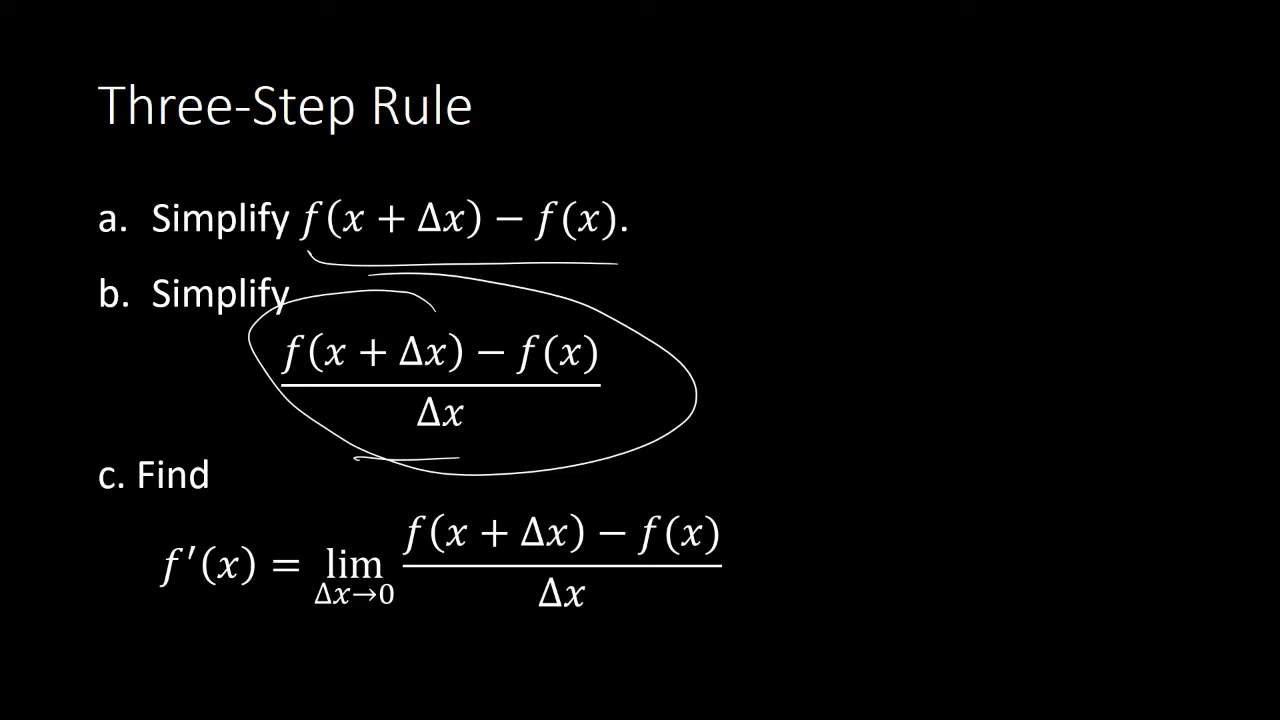 Three-Step Rule
a. Simplify f(x + Δx) − f(x).
b. Simplify
f(x + Δx) − f(x)
Δx
c. Find
f(x + Δx) − f(x)
f′(x) = lim
Δx→0
Δx